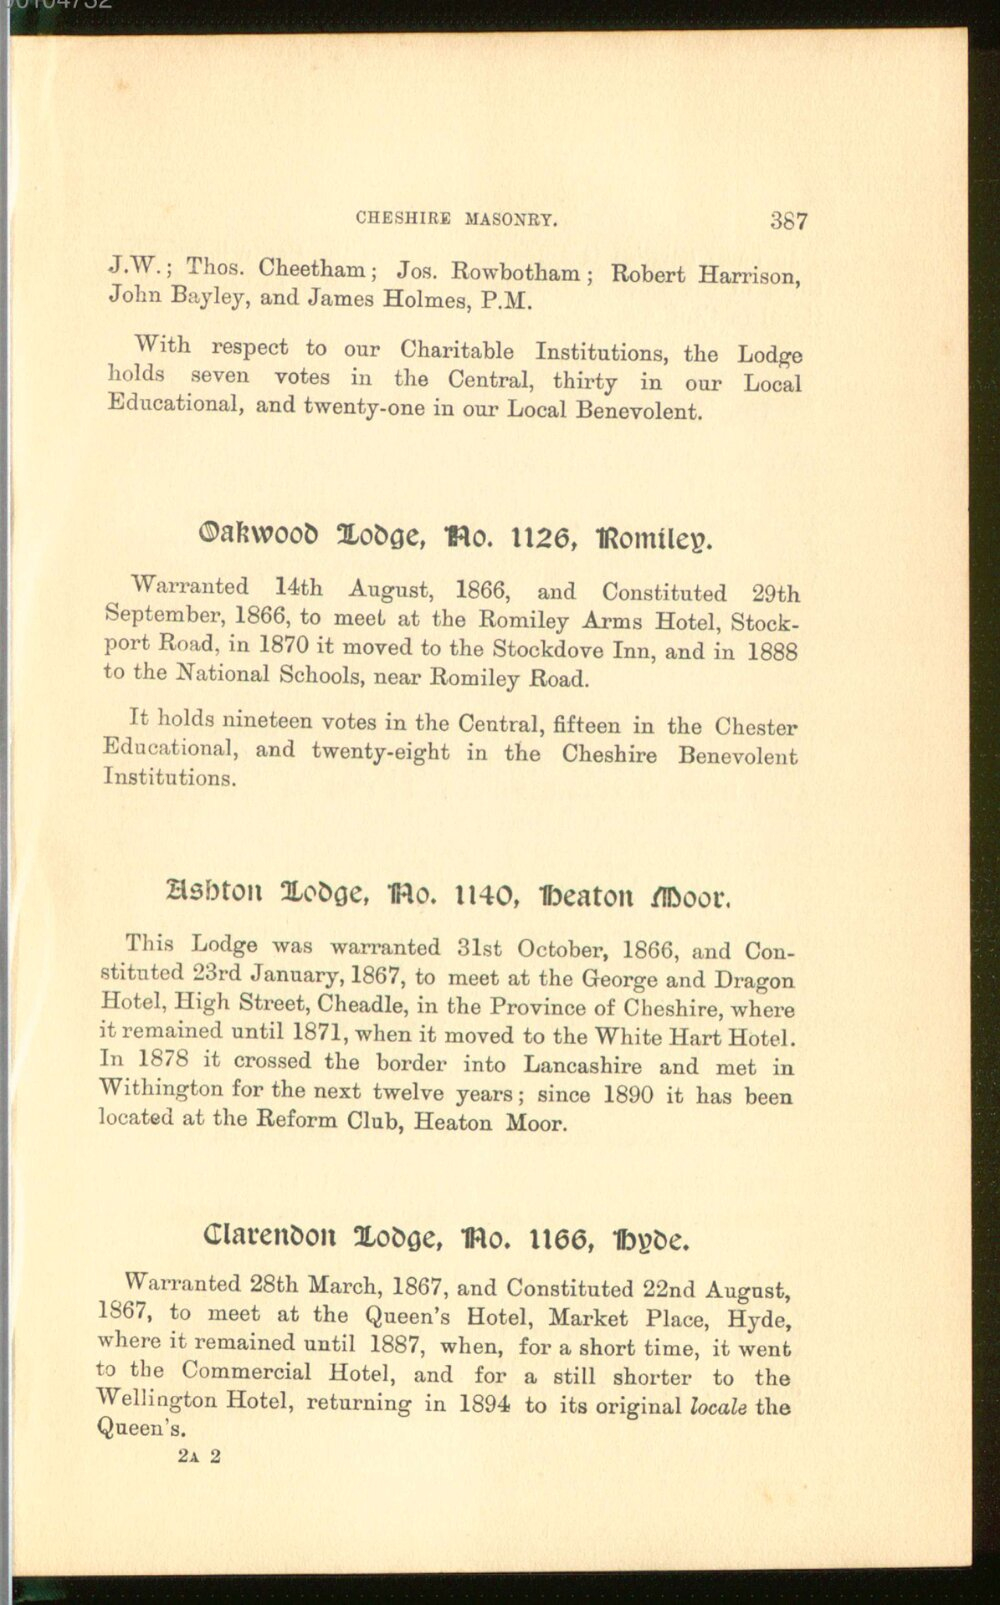 CHESHIRE MASONRY. 387
J.W.; Thos. Cheetham; Jos. Rowbotham; Robert Harrison,
John Bayley, and James Holmes, P.M.
With respect to our Charitable Institutions, the Lodge
holds seven votes in the Central, thirty in our Local
Educational, and twenty-one in our Local Benevolent.
Oakwood Lodge, No. 1126, Romiley.
Warranted 14th August, 1866, and Constituted 29th
September, 1866, to meet at the Romiley Arms Hotel, Stock-
port Road, in 1870 it moved to the Stockdove Inn, and in 1888
to the National Schools, near Romiley Road.
It holds nineteen votes in the Central, fifteen in the Chester
Educational, and twenty-eight in the Cheshire Benevolent
Institutions.
Ashton Lodge, No. 1140, Heaton Moor.
This Lodge was warranted 31st October, 1866, and Con-
stituted 23rd January, 1867, to meet at the George and Dragon
Hotel, High Street, Cheadle, in the Province of Cheshire, where
it remained until 1871, when it moved to the White Hart Hotel.
In 1878 it crossed the border into Lancashire and met in
Withington for the next twelve years; since 1890 it has been
located at the Reform Club, Heaton Moor.
Clarendon Lodge, No. 1166, Hyde.
Warranted 28th March, 1867, and Constituted 22nd August,
1867, to meet at the Queen's Hotel, Market Place, Hyde,
where it remained until 1887, when, for a short time, it went
to the Commercial Hotel, and for a still shorter to the
Wellington Hotel, returning in 1894 to its original locale the
Queen's.
2A 2